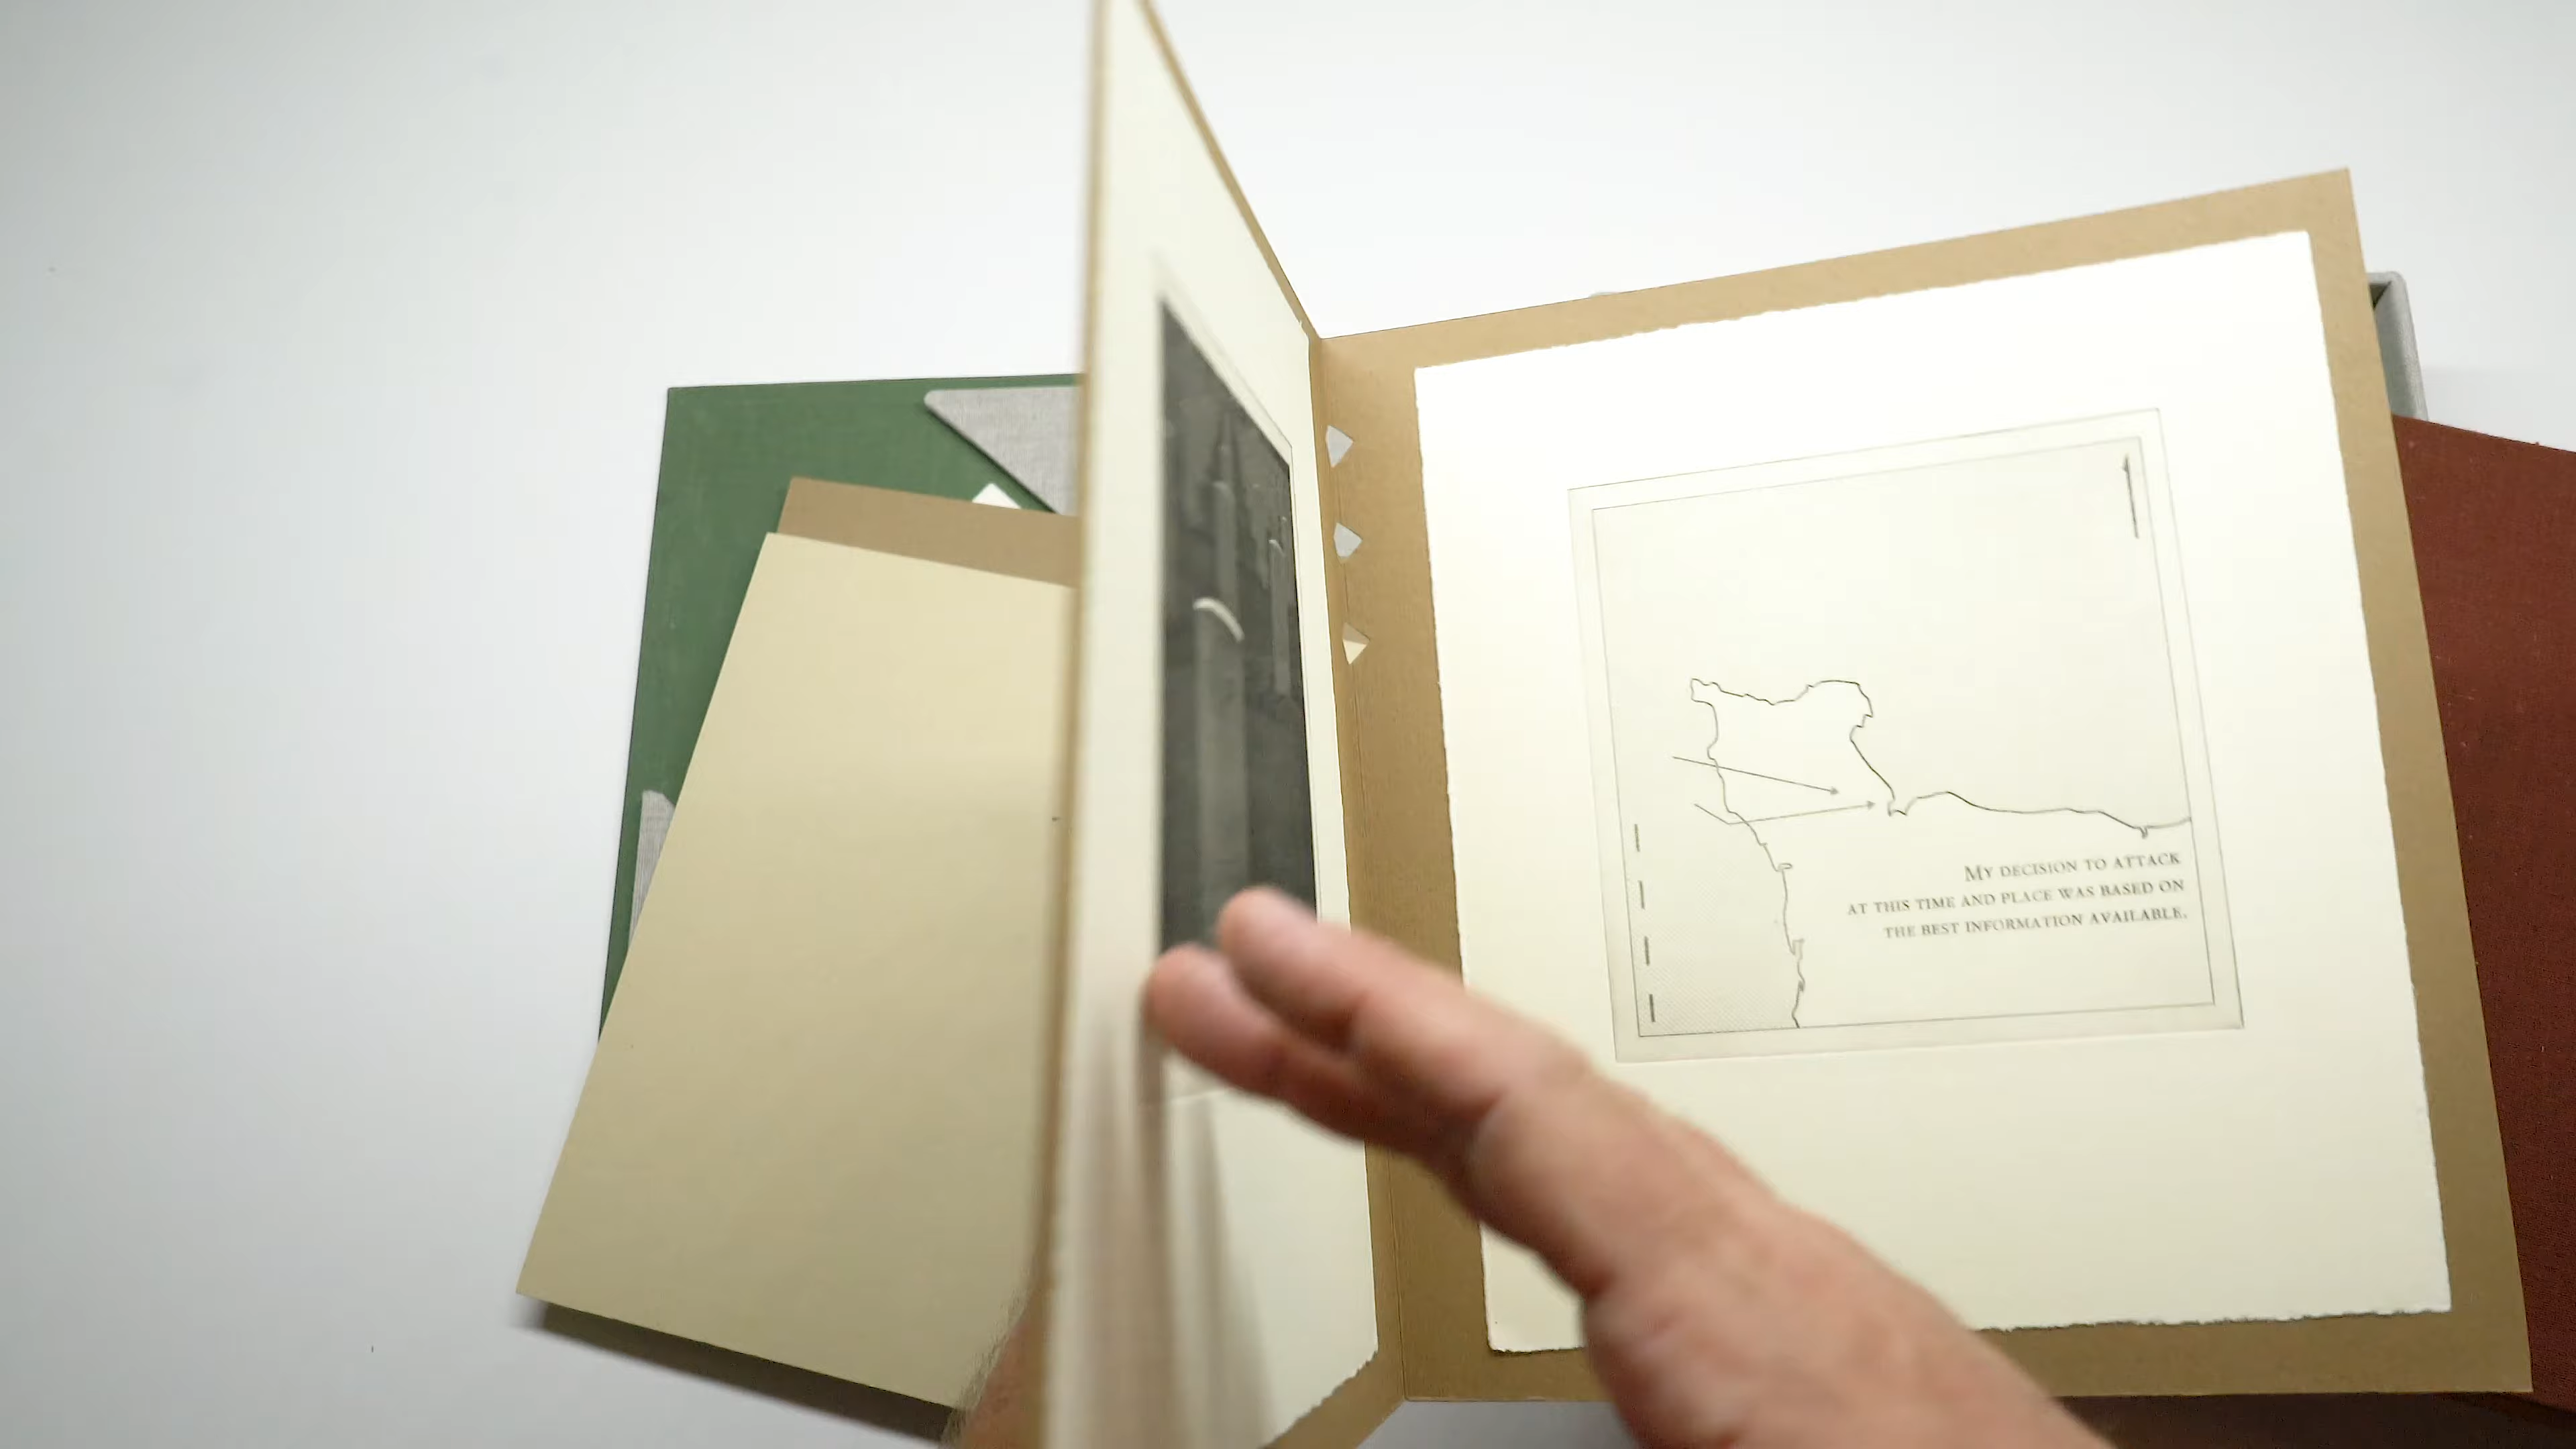 My decision to attack
at this time and place was based on
the best information available.